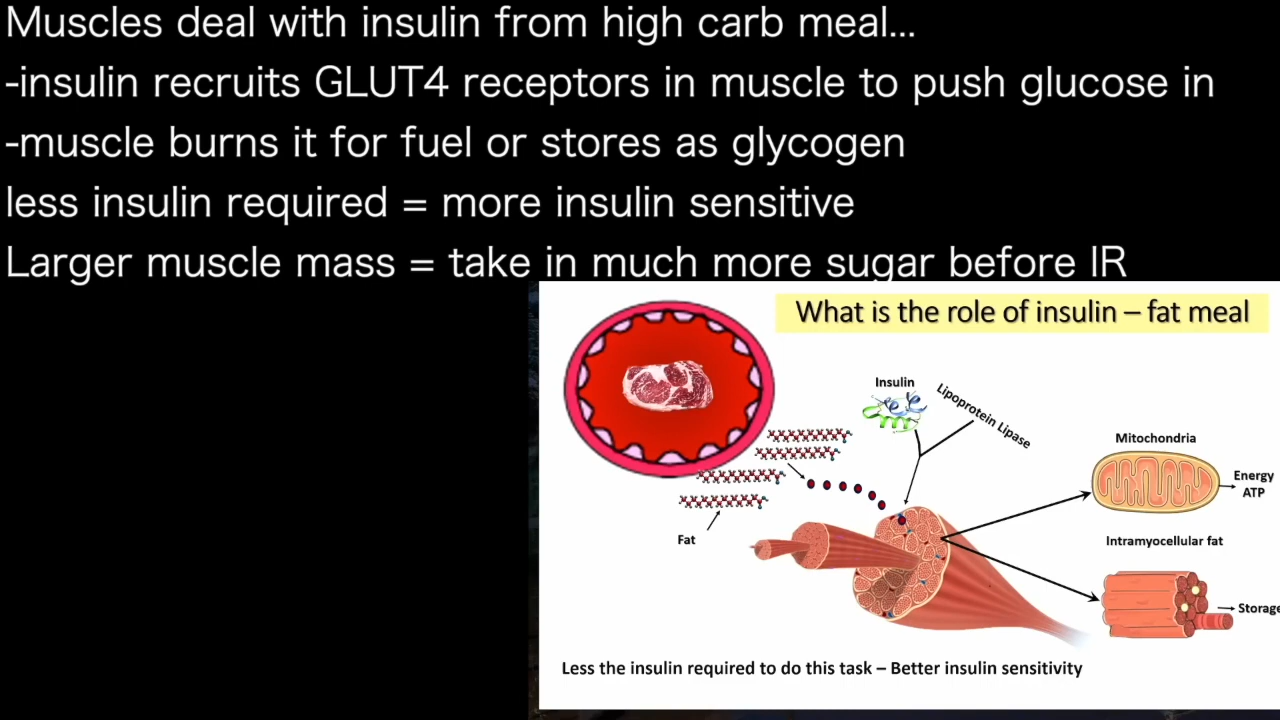 Muscles deal with insulin from high carb meal...
-insulin recruits GLUT4 receptors in muscle to push glucose in
-muscle burns it for fuel or stores as glycogen
less insulin required = more insulin sensitive
Larger muscle mass = take in much more sugar before IR
What is the role of insulin – fat meal
Insulin
Lipoprotein Lipase
Mitochondria
Energy
ATP
Fat
Intramyocellular fat
Storage
Less the insulin required to do this task – Better insulin sensitivity